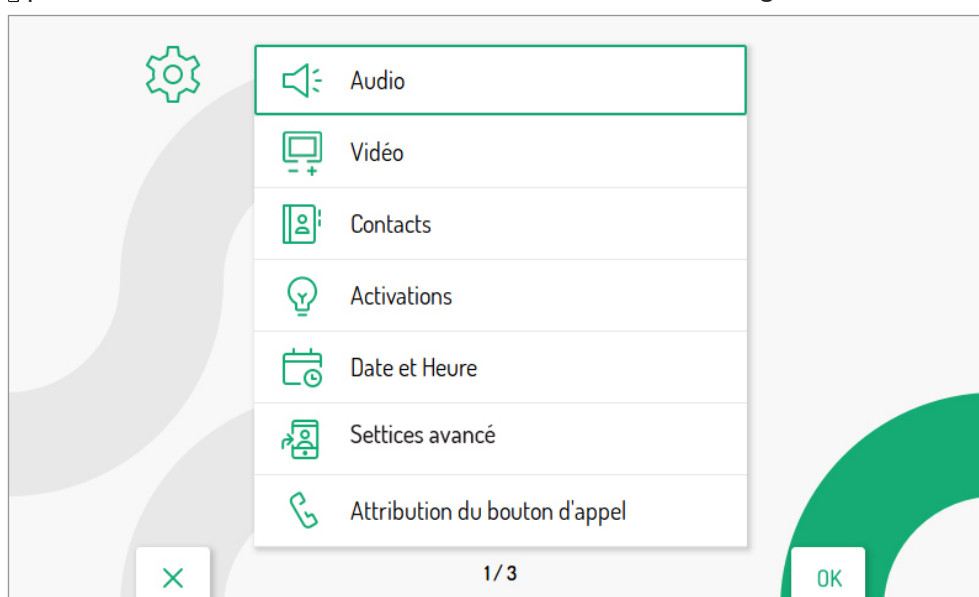 Audio
Vidéo
Contacts
Activations
Date et Heure
Settices avancé
Attribution du bouton d'appel
1/3
OK